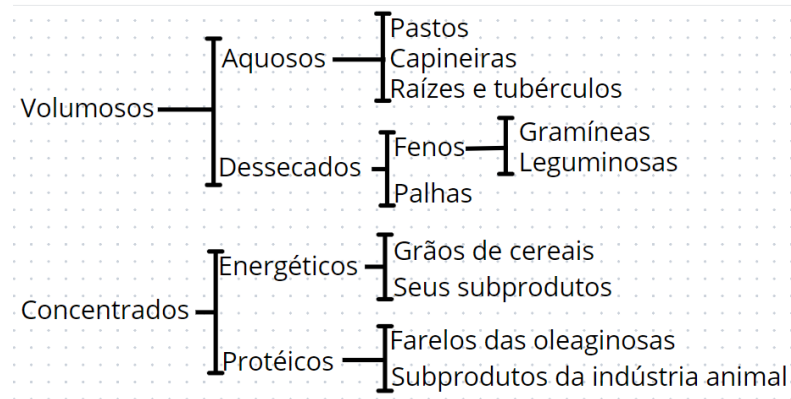 Volumosos
Aquosos
Pastos
Capineiras
Raízes e tubérculos
Dessecados
Fenos
Gramíneas
Leguminosas
Palhas
Concentrados
Energéticos
Grãos de cereais
Seus subprodutos
Protéicos
Farelos das oleaginosas
Subprodutos da indústria animal